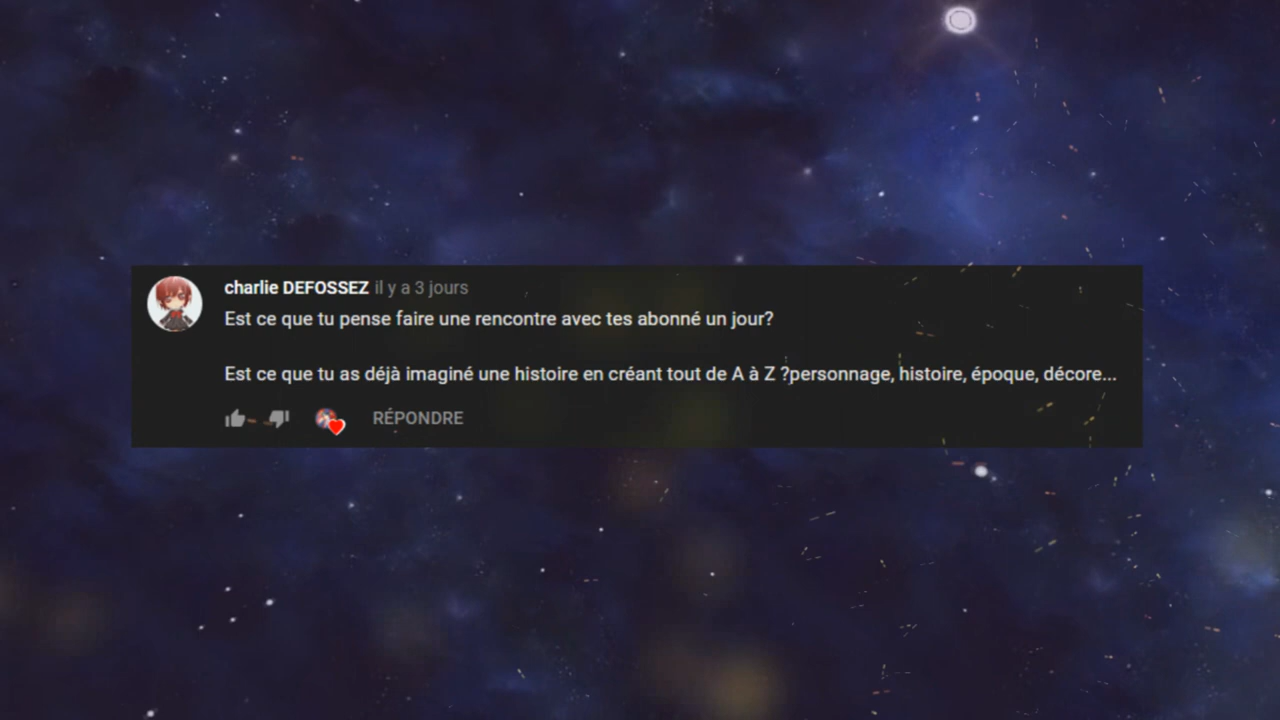 charlie DEFOSSEZ il y a 3 jours
Est ce que tu pense faire une rencontre avec tes abonné un jour?
Est ce que tu as déjà imaginé une histoire en créant tout de A à Z ?personnage, histoire, époque, décore...
RÉPONDRE